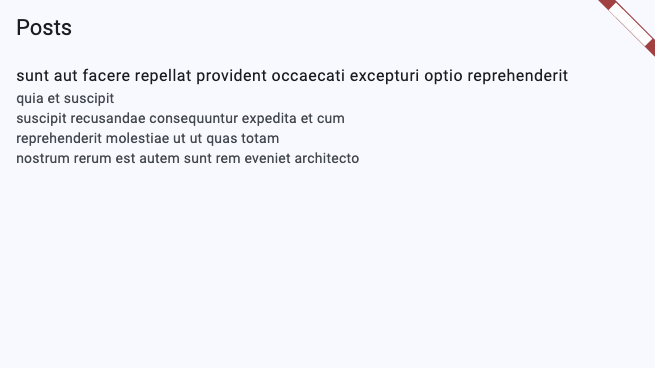 Posts
sunt aut facere repellat provident occaecati excepturi optio reprehenderit
quia et suscipit
suscipit recusandae consequuntur expedita et cum
reprehenderit molestiae ut ut quas totam
nostrum rerum est autem sunt rem eveniet architecto